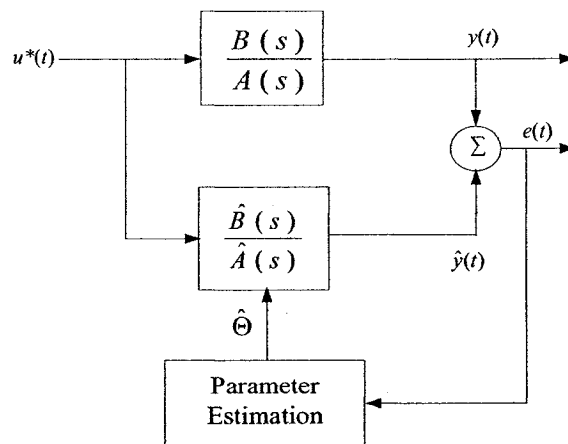 u*(t)
B (s)
A (s)
y(t)
Σ
e(t)
B̂ (s)
Â (s)
ŷ(t)
Θ̂
Parameter
Estimation